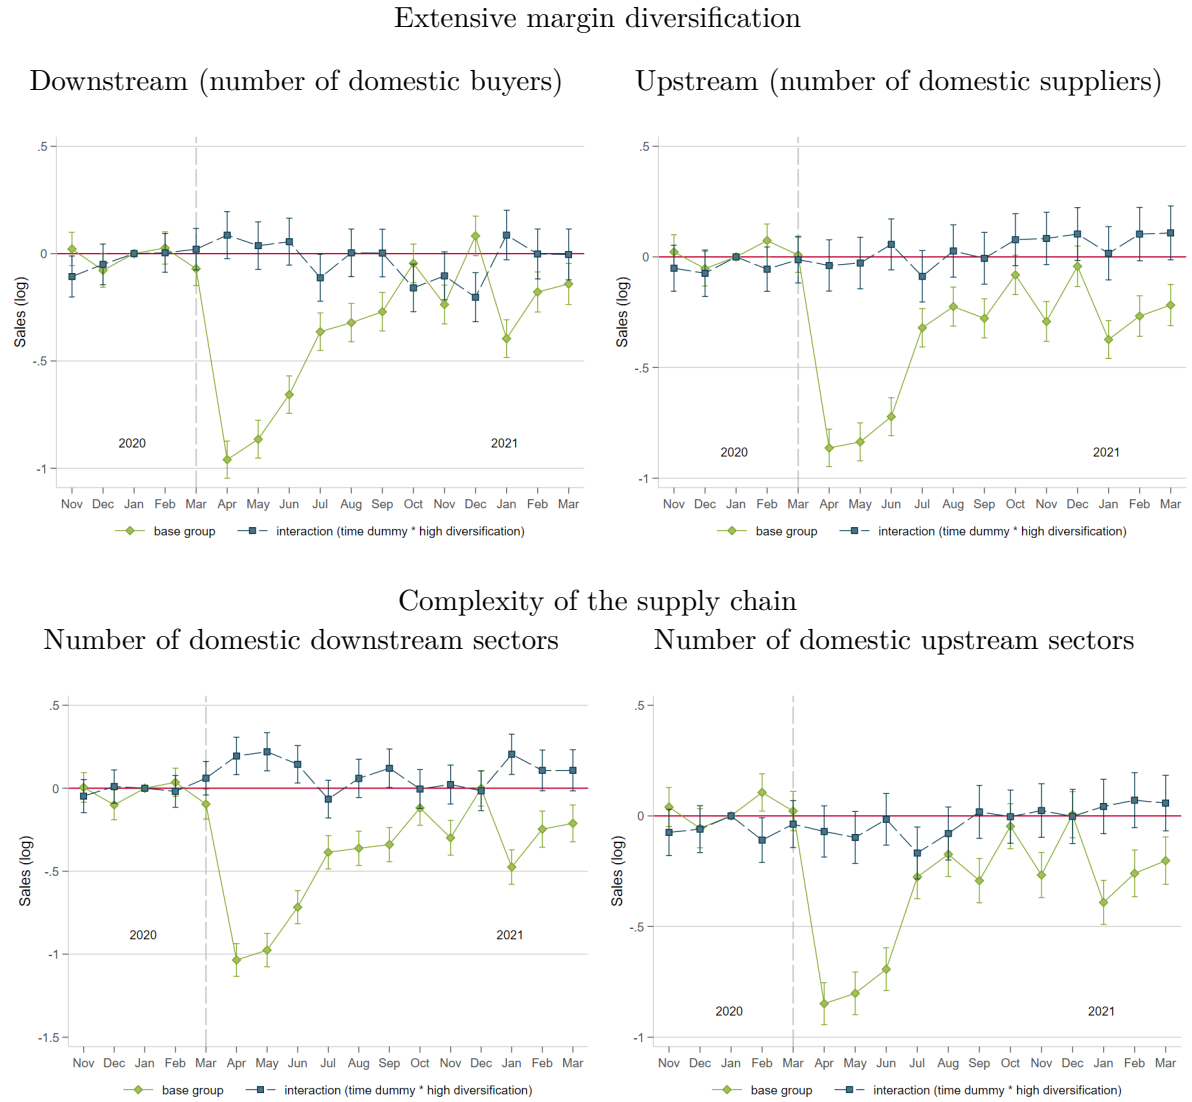 Extensive margin diversification
Downstream (number of domestic buyers)
Upstream (number of domestic suppliers)
.5
0
-.5
-1
Sales (log)
2020
2021
Nov Dec Jan Feb Mar Apr May Jun Jul Aug Sep Oct Nov Dec Jan Feb Mar
base group
interaction (time dummy * high diversification)
.5
0
-.5
-1
Sales (log)
2020
2021
Nov Dec Jan Feb Mar Apr May Jun Jul Aug Sep Oct Nov Dec Jan Feb Mar
base group
interaction (time dummy * high diversification)
Complexity of the supply chain
Number of domestic downstream sectors
Number of domestic upstream sectors
.5
0
-.5
-1
-1.5
Sales (log)
2020
2021
Nov Dec Jan Feb Mar Apr May Jun Jul Aug Sep Oct Nov Dec Jan Feb Mar
base group
interaction (time dummy * high diversification)
.5
0
-.5
-1
Sales (log)
2020
2021
Nov Dec Jan Feb Mar Apr May Jun Jul Aug Sep Oct Nov Dec Jan Feb Mar
base group
interaction (time dummy * high diversification)